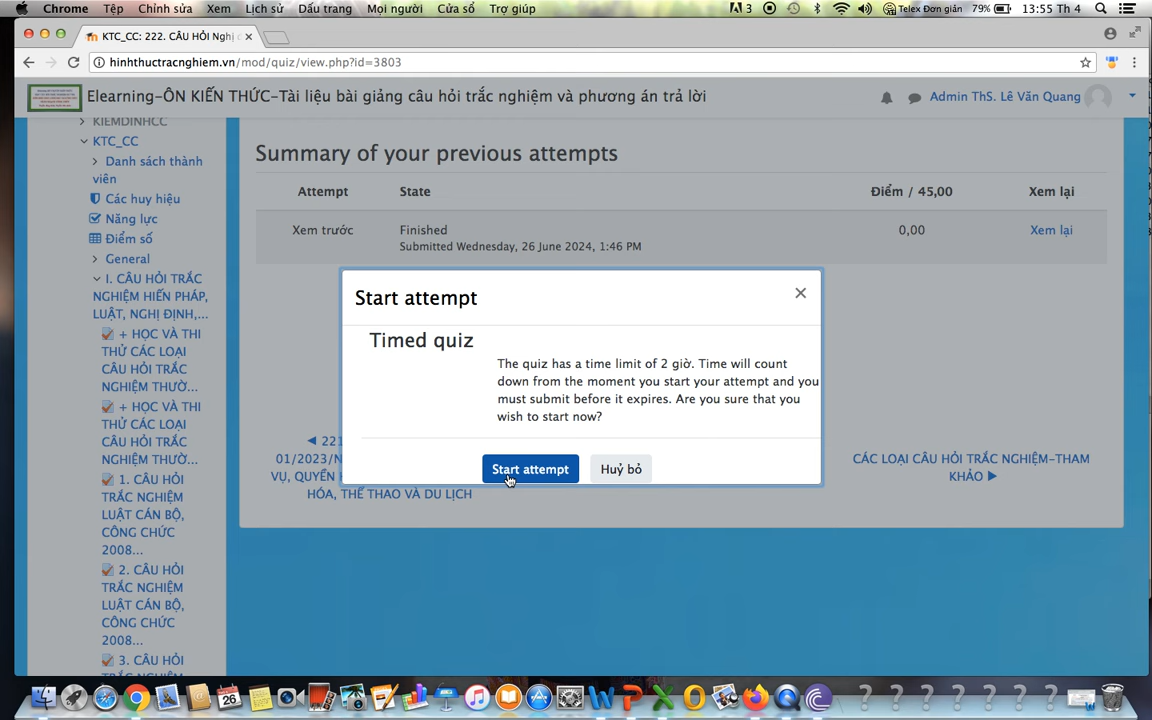 Chrome Tệp Chỉnh sửa Xem Lịch sử Dấu trang Mọi người Cửa sổ Trợ giúp 3 Telex Đơn giản 79% 13:55 Th 4
KTC_CC: 222. CÂU HỎI Nghị
hinhthuctracnghiem.vn/mod/quiz/view.php?id=3803
Elearning-ÔN KIẾN THỨC-Tài liệu bài giảng câu hỏi trắc nghiệm và phương án trả lời
Admin ThS. Lê Văn Quang
KIEMDINHCC
KTC_CC
Danh sách thành
viên
Các huy hiệu
Năng lực
Điểm số
General
I. CÂU HỎI TRẮC
NGHIỆM HIẾN PHÁP,
LUẬT, NGHỊ ĐỊNH,...
+ HỌC VÀ THI
THỬ CÁC LOẠI
CÂU HỎI TRẮC
NGHIỆM THƯỜ...
+ HỌC VÀ THI
THỬ CÁC LOẠI
CÂU HỎI TRẮC
NGHIỆM THƯỜ...
1. CÂU HỎI
TRẮC NGHIỆM
LUẬT CÁN BỘ,
CÔNG CHỨC
2008...
2. CÂU HỎI
TRẮC NGHIỆM
LUẬT CÁN BỘ,
CÔNG CHỨC
2008...
3. CÂU HỎI
Summary of your previous attempts
Attempt State Điểm / 45,00 Xem lại
Xem trước Finished 0,00 Xem lại
Submitted Wednesday, 26 June 2024, 1:46 PM
Start attempt
×
Timed quiz
The quiz has a time limit of 2 giờ. Time will count
down from the moment you start your attempt and you
must submit before it expires. Are you sure that you
wish to start now?
Start attempt Huỷ bỏ
◄ 221
01/2023/N
VỤ, QUYỀN
HÓA, THỂ THAO VÀ DU LỊCH
CÁC LOẠI CÂU HỎI TRẮC NGHIỆM-THAM
KHẢO ►
26